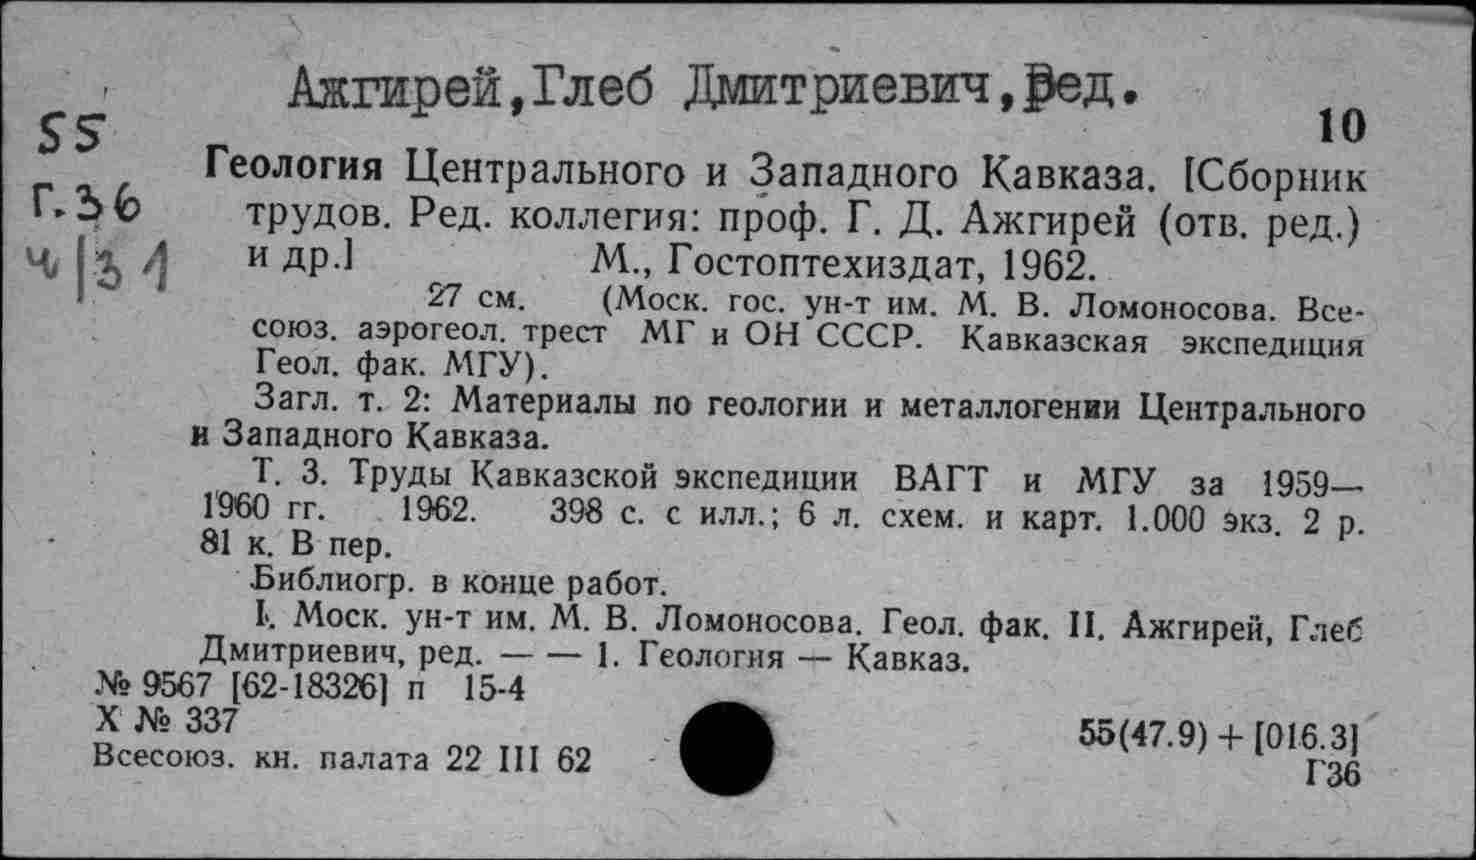 Ажгирей,Глеб Дмитриевич,ред.
55
Г.36
10
Геология Центрального и Западного Кавказа. [Сборник
трудов. Ред. коллегия: проф. Г. Д. Ажгирей (отв. ред.)
и др.] М., Гостоптехиздат, 1962.
27 см. (Моск. гос. ун-т им. М. В. Ломоносова. Все-
союз. аэрогеол. трест МГ и ОН СССР. Кавказская экспедиция
Геол. фак. МГУ).
Загл. т. 2: Материалы по геологии и металлогении Центрального
и Западного Кавказа.
Т. 3. Труды Кавказской экспедиции ВАГТ и МГУ за 1959—
1960 гг. 1962. 398 с. с илл.; 6 л. схем. и карт. 1.000 экз. 2 р.
81 к. В пер.
Библиогр. в конце работ.
I. Моск. ун-т им. М. В. Ломоносова. Геол. фак. II. Ажгирей, Глеб
Дмитриевич, ред. — — 1. Геология — Кавказ.
№ 9567 [62-18326] п 15-4
X № 337
Всесоюз. кн. палата 22 III 62
55(47.9) + [016.3]
Г36